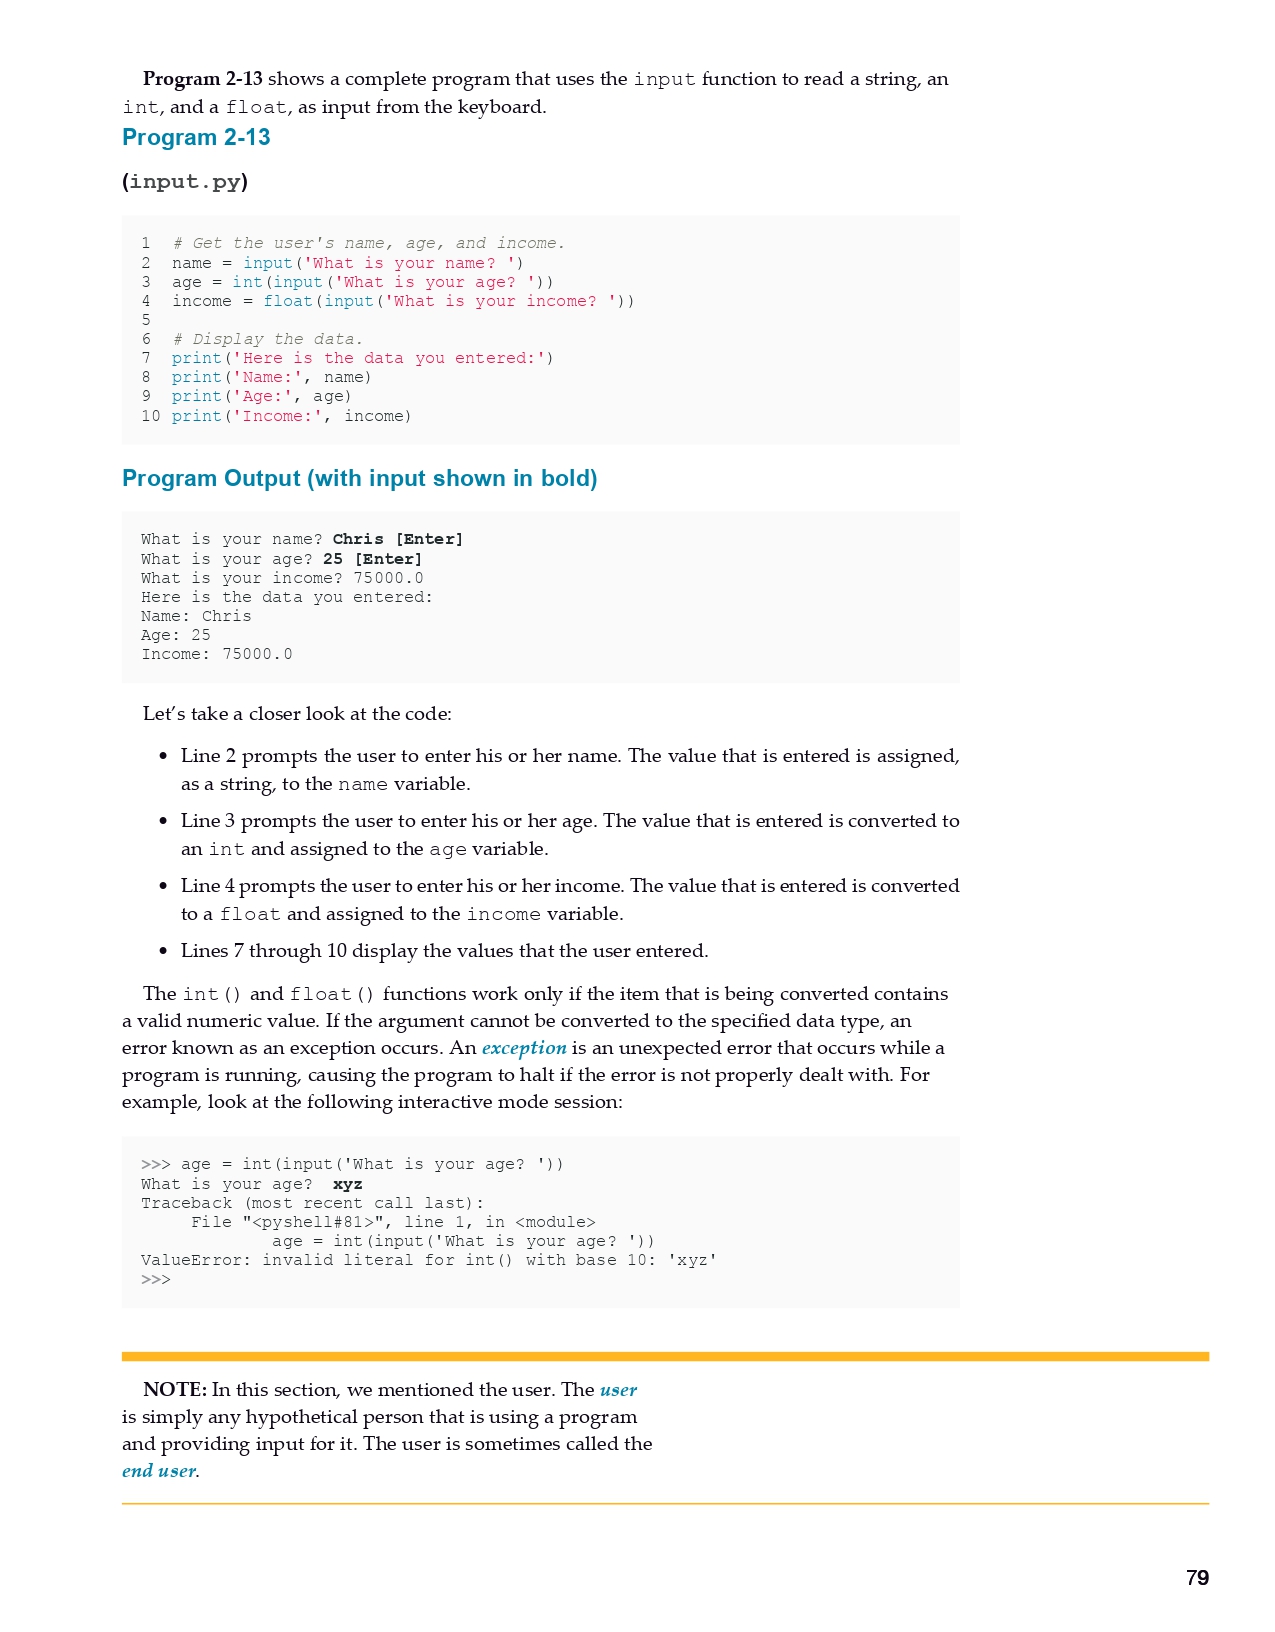 Program 2-13 shows a complete program that uses the input function to read a string, an
int, and a float, as input from the keyboard.
Program 2-13
(input.py)
1  # Get the user's name, age, and income.
2  name = input('What is your name? ')
3  age = int(input('What is your age? '))
4  income = float(input('What is your income? '))
5
6  # Display the data.
7  print('Here is the data you entered:')
8  print('Name:', name)
9  print('Age:', age)
10 print('Income:', income)
Program Output (with input shown in bold)
What is your name? Chris [Enter]
What is your age? 25 [Enter]
What is your income? 75000.0
Here is the data you entered:
Name: Chris
Age: 25
Income: 75000.0
Let’s take a closer look at the code:
• Line 2 prompts the user to enter his or her name. The value that is entered is assigned,
as a string, to the name variable.
• Line 3 prompts the user to enter his or her age. The value that is entered is converted to
an int and assigned to the age variable.
• Line 4 prompts the user to enter his or her income. The value that is entered is converted
to a float and assigned to the income variable.
• Lines 7 through 10 display the values that the user entered.
The int() and float() functions work only if the item that is being converted contains
a valid numeric value. If the argument cannot be converted to the specified data type, an
error known as an exception occurs. An exception is an unexpected error that occurs while a
program is running, causing the program to halt if the error is not properly dealt with. For
example, look at the following interactive mode session:
>>> age = int(input('What is your age? '))
What is your age?  xyz
Traceback (most recent call last):
     File "<pyshell#81>", line 1, in <module>
             age = int(input('What is your age? '))
ValueError: invalid literal for int() with base 10: 'xyz'
>>>
NOTE: In this section, we mentioned the user. The user
is simply any hypothetical person that is using a program
and providing input for it. The user is sometimes called the
end user.
79